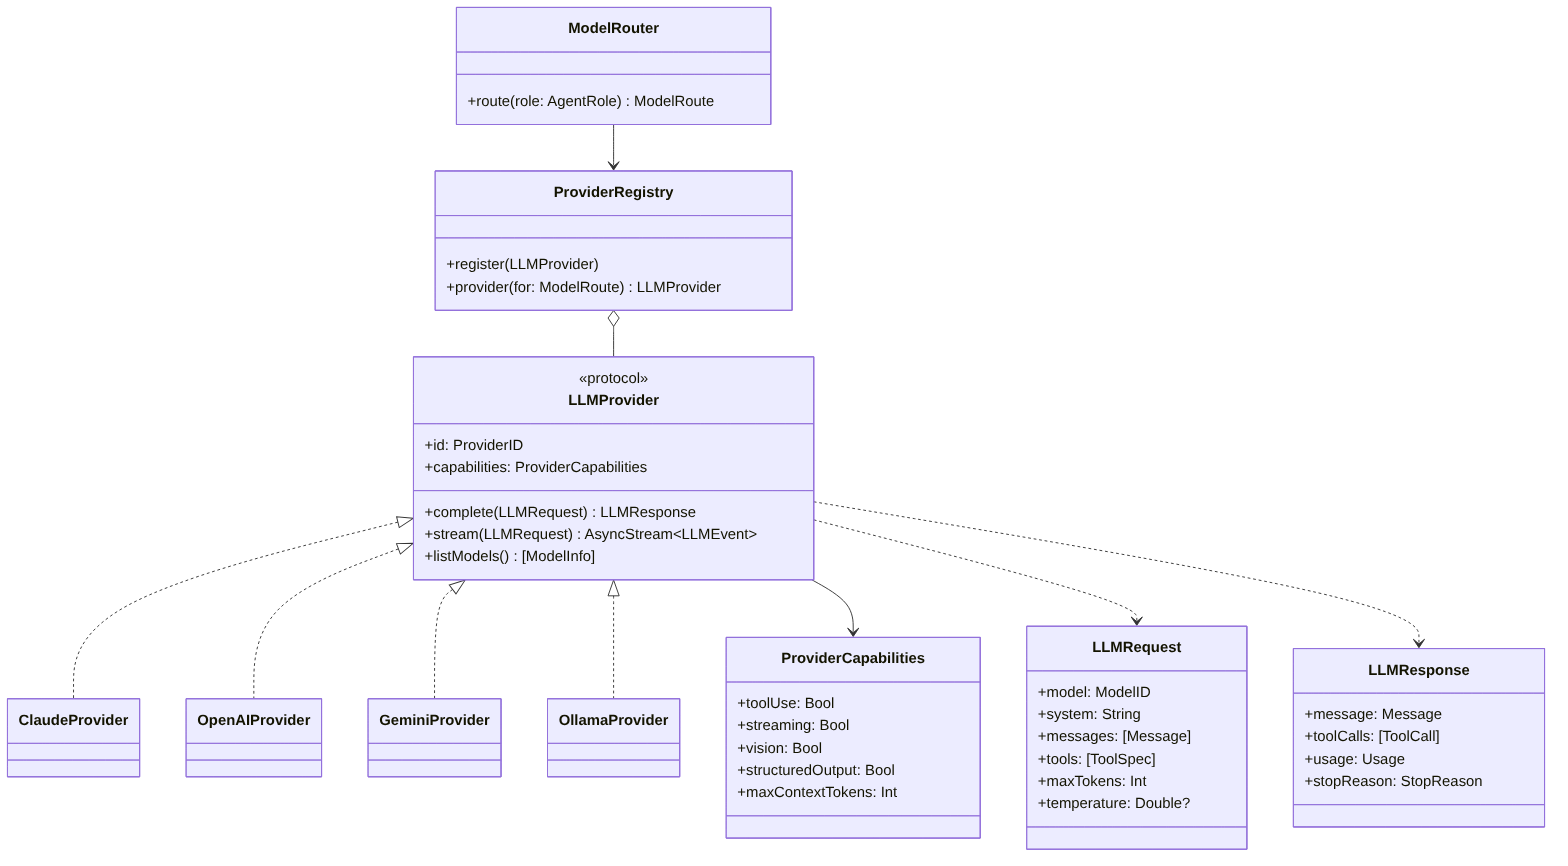 ModelRouter
+route(role: AgentRole) : ModelRoute
ProviderRegistry
+register(LLMProvider)
+provider(for: ModelRoute) : LLMProvider
«protocol»
LLMProvider
+id: ProviderID
+capabilities: ProviderCapabilities
+complete(LLMRequest) : LLMResponse
+stream(LLMRequest) : AsyncStream<LLMEvent>
+listModels() : [ModelInfo]
ClaudeProvider
OpenAIProvider
GeminiProvider
OllamaProvider
ProviderCapabilities
+toolUse: Bool
+streaming: Bool
+vision: Bool
+structuredOutput: Bool
+maxContextTokens: Int
LLMRequest
+model: ModelID
+system: String
+messages: [Message]
+tools: [ToolSpec]
+maxTokens: Int
+temperature: Double?
LLMResponse
+message: Message
+toolCalls: [ToolCall]
+usage: Usage
+stopReason: StopReason